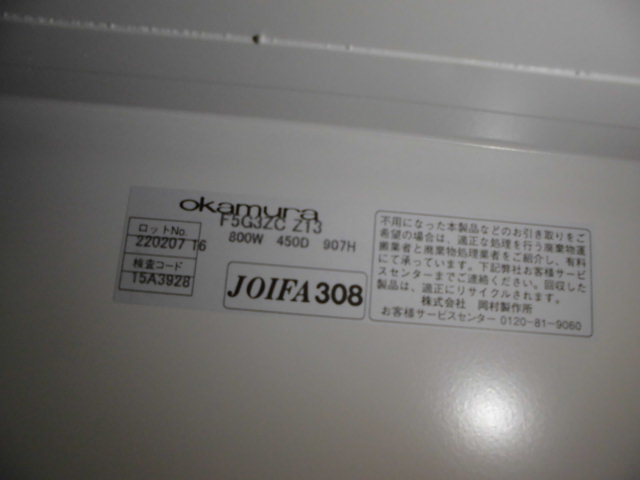 okamura
F5G3ZC Z13
800W 450D 907H
ロットNo
220207 16
検査コード
15A3928
JOIFA308
不用になった本製品などのお引き取りをご
希望の場合は、適正な処理を行う廃棄物運
搬業者と廃棄物処理業者をご紹介し、有料
にて承っています。下記弊社お客様サービ
スセンターまでご連絡ください。回収した
製品は、適正にリサイクルされます。
株式会社 岡村製作所
お客様サービスセンター 0120-81-9060